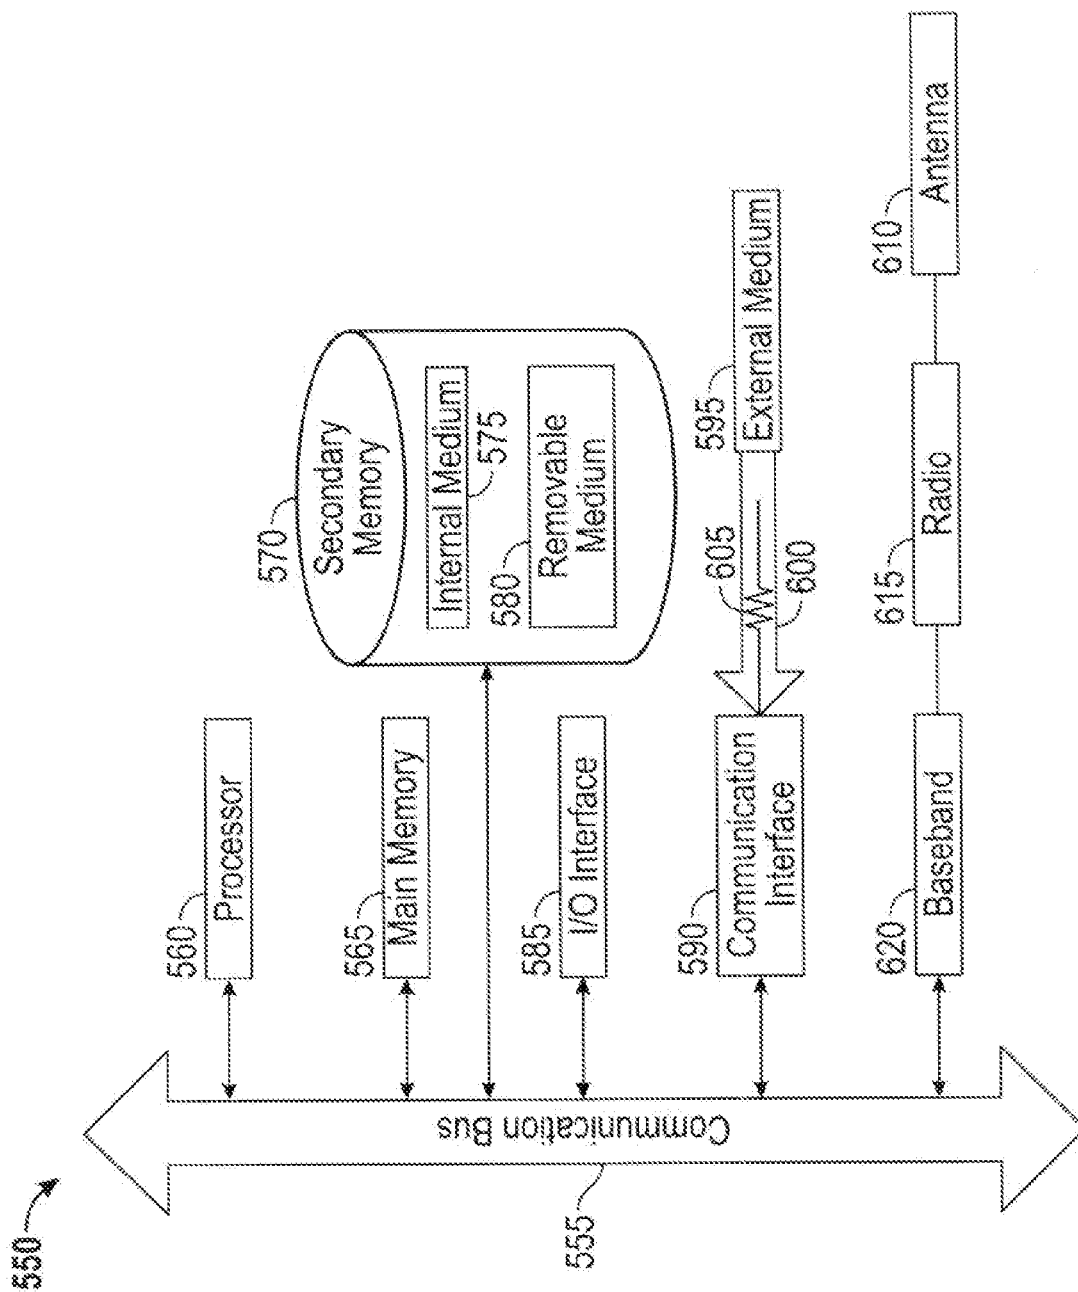 550
555
Communication Bus
560
Processor
565
Main Memory
570
Secondary
Memory
Internal Medium
575
580
Removable
Medium
585
I/O Interface
590
Communication
Interface
595
External Medium
605
600
620
Baseband
615
Radio
610
Antenna